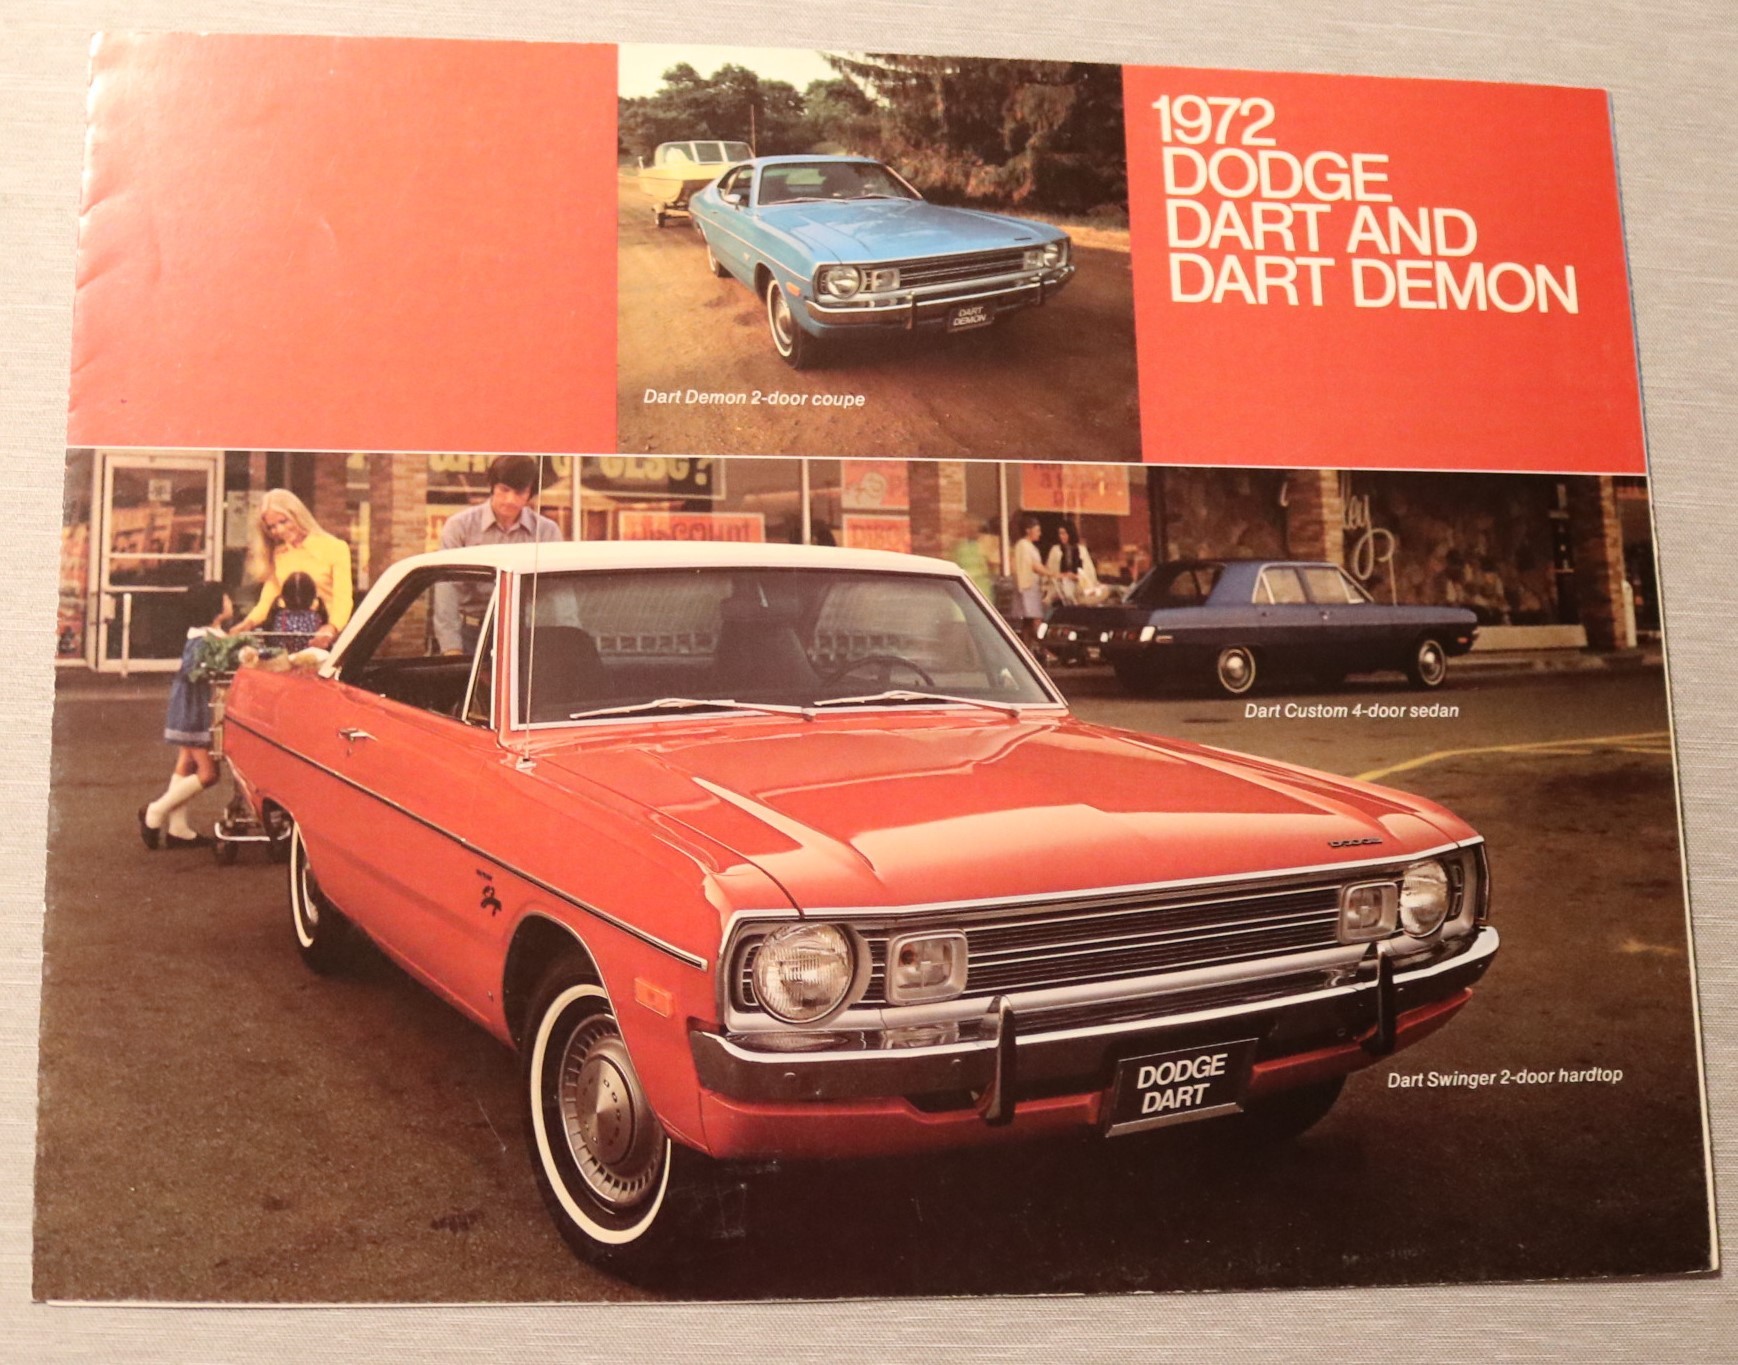 1972
DODGE
DART AND
DART DEMON
DART
DEMON
Dart Demon 2-door coupe
Dart Custom 4-door sedan
DODGE
DODGE
DART
Dart Swinger 2-door hardtop